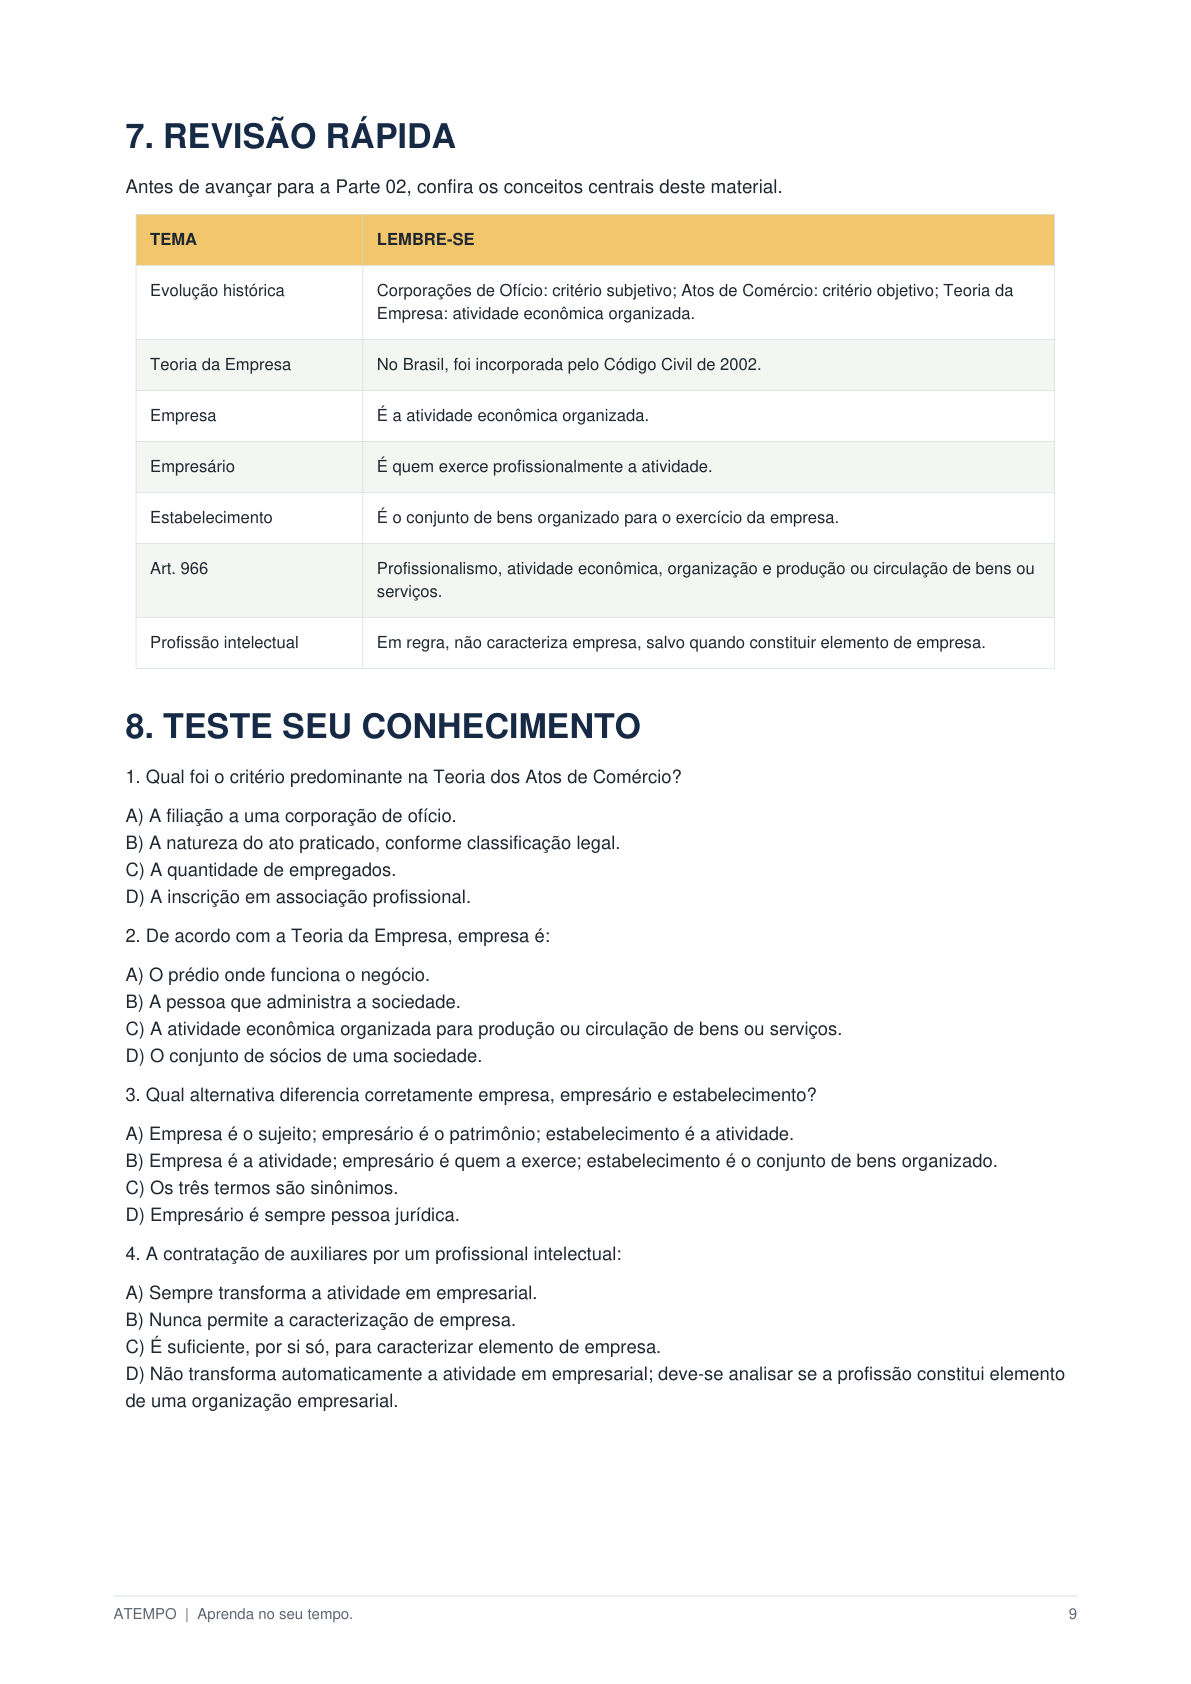 7. REVISÃO RÁPIDA
Antes de avançar para a Parte 02, confira os conceitos centrais deste material.
TEMA LEMBRE-SE
Evolução histórica Corporações de Ofício: critério subjetivo; Atos de Comércio: critério objetivo; Teoria da
Empresa: atividade econômica organizada.
Teoria da Empresa No Brasil, foi incorporada pelo Código Civil de 2002.
Empresa É a atividade econômica organizada.
Empresário É quem exerce profissionalmente a atividade.
Estabelecimento É o conjunto de bens organizado para o exercício da empresa.
Art. 966 Profissionalismo, atividade econômica, organização e produção ou circulação de bens ou
serviços.
Profissão intelectual Em regra, não caracteriza empresa, salvo quando constituir elemento de empresa.
8. TESTE SEU CONHECIMENTO
1. Qual foi o critério predominante na Teoria dos Atos de Comércio?
A) A filiação a uma corporação de ofício.
B) A natureza do ato praticado, conforme classificação legal.
C) A quantidade de empregados.
D) A inscrição em associação profissional.
2. De acordo com a Teoria da Empresa, empresa é:
A) O prédio onde funciona o negócio.
B) A pessoa que administra a sociedade.
C) A atividade econômica organizada para produção ou circulação de bens ou serviços.
D) O conjunto de sócios de uma sociedade.
3. Qual alternativa diferencia corretamente empresa, empresário e estabelecimento?
A) Empresa é o sujeito; empresário é o patrimônio; estabelecimento é a atividade.
B) Empresa é a atividade; empresário é quem a exerce; estabelecimento é o conjunto de bens organizado.
C) Os três termos são sinônimos.
D) Empresário é sempre pessoa jurídica.
4. A contratação de auxiliares por um profissional intelectual:
A) Sempre transforma a atividade em empresarial.
B) Nunca permite a caracterização de empresa.
C) É suficiente, por si só, para caracterizar elemento de empresa.
D) Não transforma automaticamente a atividade em empresarial; deve-se analisar se a profissão constitui elemento
de uma organização empresarial.
ATEMPO | Aprenda no seu tempo. 9